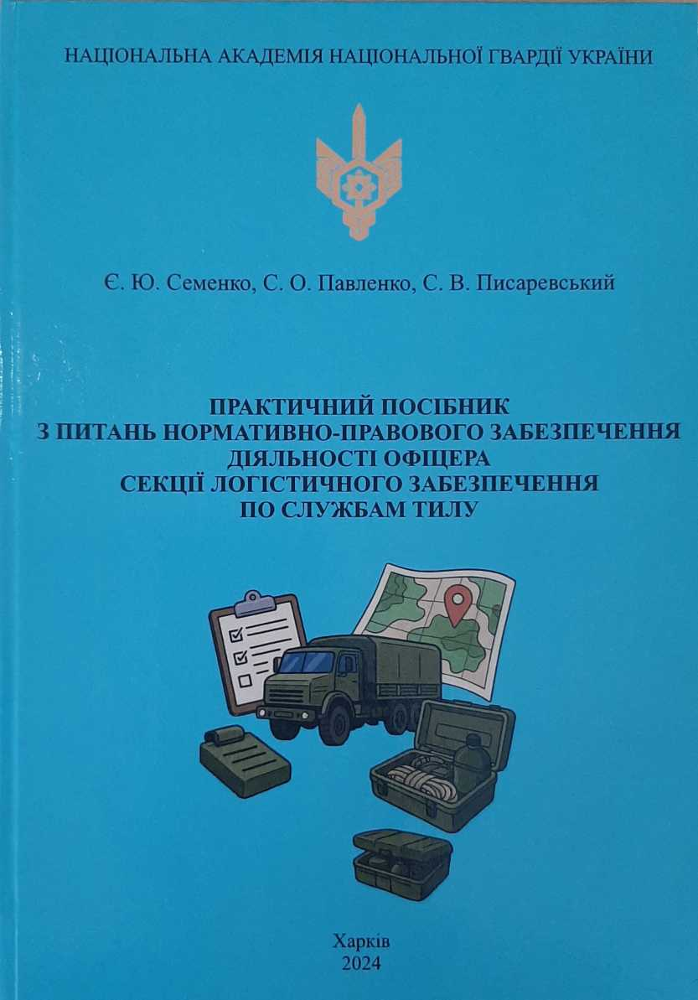 НАЦІОНАЛЬНА АКАДЕМІЯ НАЦІОНАЛЬНОЇ ГВАРДІЇ УКРАЇНИ
Є. Ю. Семенко, С. О. Павленко, С. В. Писаревський
ПРАКТИЧНИЙ ПОСІБНИК
З ПИТАНЬ НОРМАТИВНО-ПРАВОВОГО ЗАБЕЗПЕЧЕННЯ
ДІЯЛЬНОСТІ ОФІЦЕРА
СЕКЦІЇ ЛОГІСТИЧНОГО ЗАБЕЗПЕЧЕННЯ
ПО СЛУЖБАМ ТИЛУ
Харків
2024